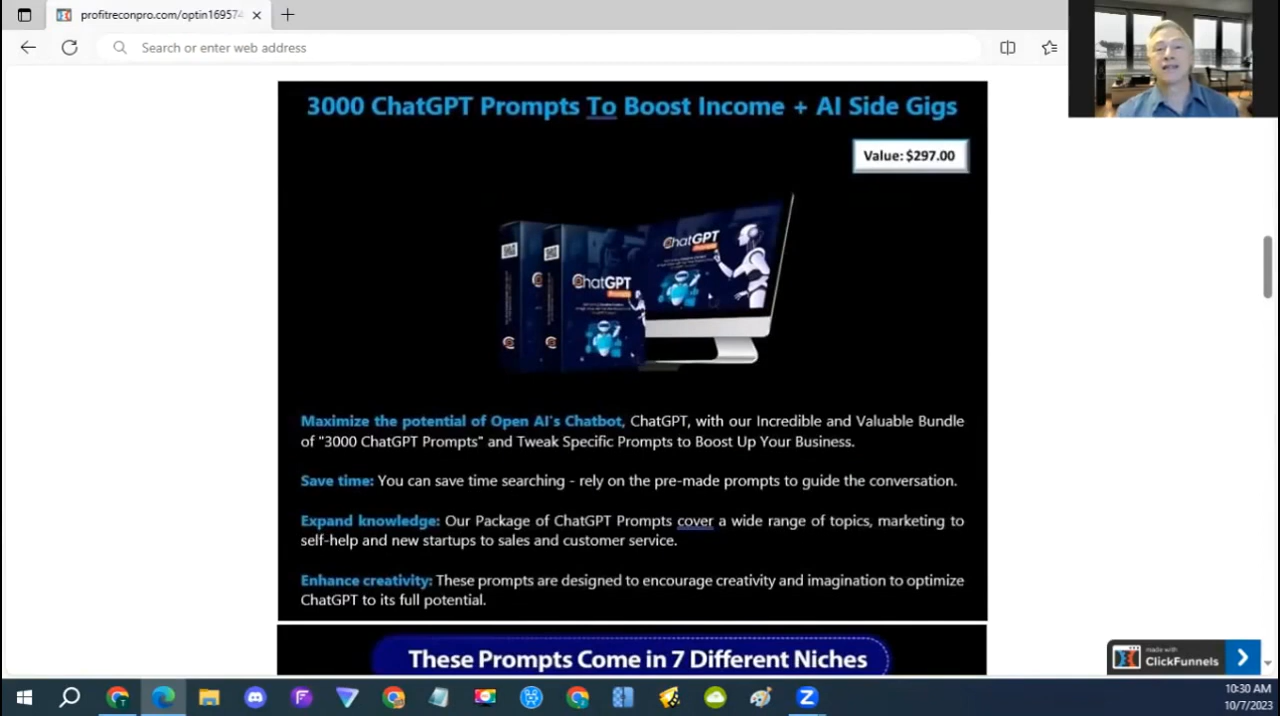 profitreconpro.com/optin169574
Search or enter web address
3000 ChatGPT Prompts To Boost Income + AI Side Gigs
Value: $297.00
ChatGPT
Prompts
ChatGPT
Prompts
Maximize the potential of Open AI's Chatbot, ChatGPT, with our Incredible and Valuable Bundle
of "3000 ChatGPT Prompts" and Tweak Specific Prompts to Boost Up Your Business.
Save time: You can save time searching - rely on the pre-made prompts to guide the conversation.
Expand knowledge: Our Package of ChatGPT Prompts cover a wide range of topics, marketing to
self-help and new startups to sales and customer service.
Enhance creativity: These prompts are designed to encourage creativity and imagination to optimize
ChatGPT to its full potential.
These Prompts Come in 7 Different Niches
made with
ClickFunnels
10:30 AM
10/7/2023